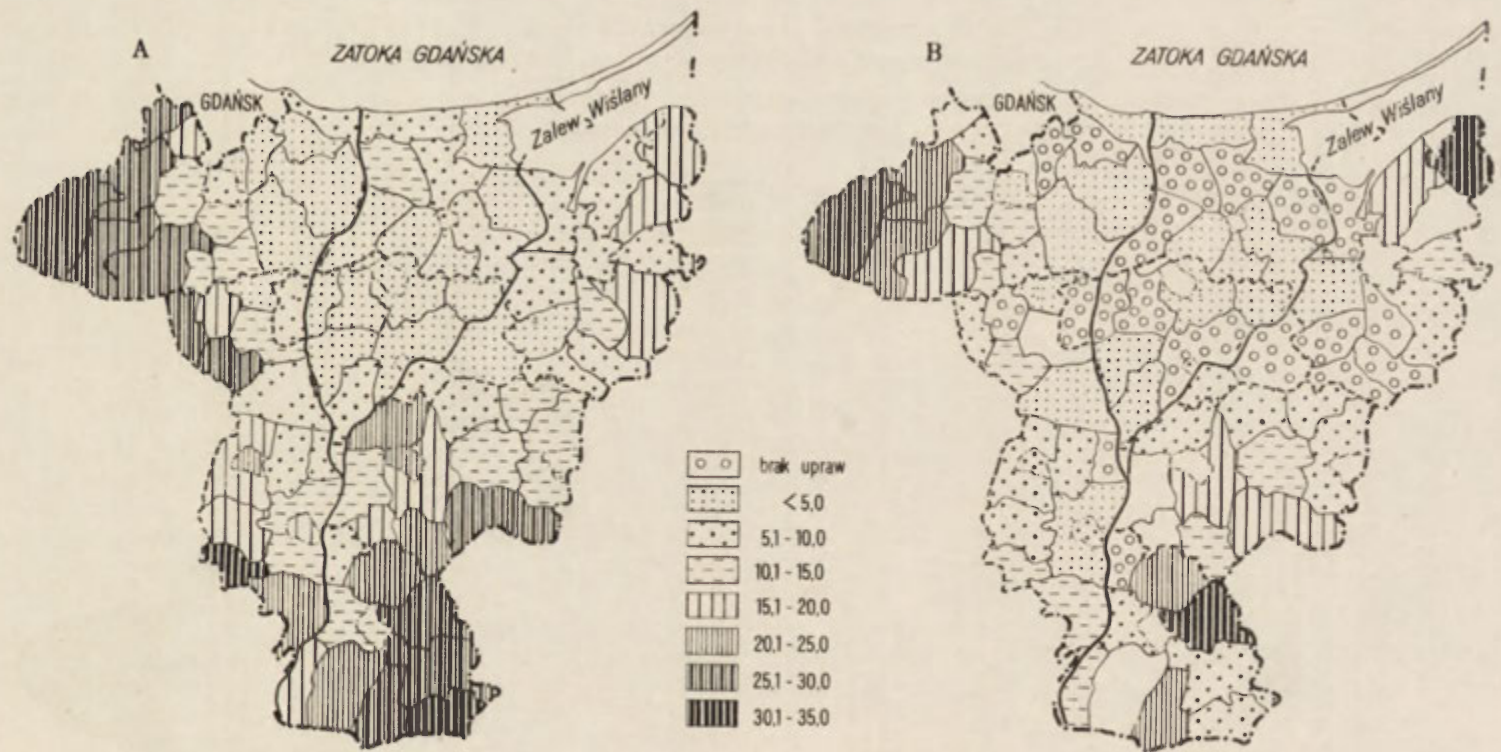 A
ZATOKA GDAŃSKA
GDAŃSK
Zalew Wiślany
B
ZATOKA GDAŃSKA
GDAŃSK
Zalew Wiślany
brak upraw
< 5,0
5,1 - 10,0
10,1 - 15,0
15,1 - 20,0
20,1 - 25,0
25,1 - 30,0
30,1 - 35,0